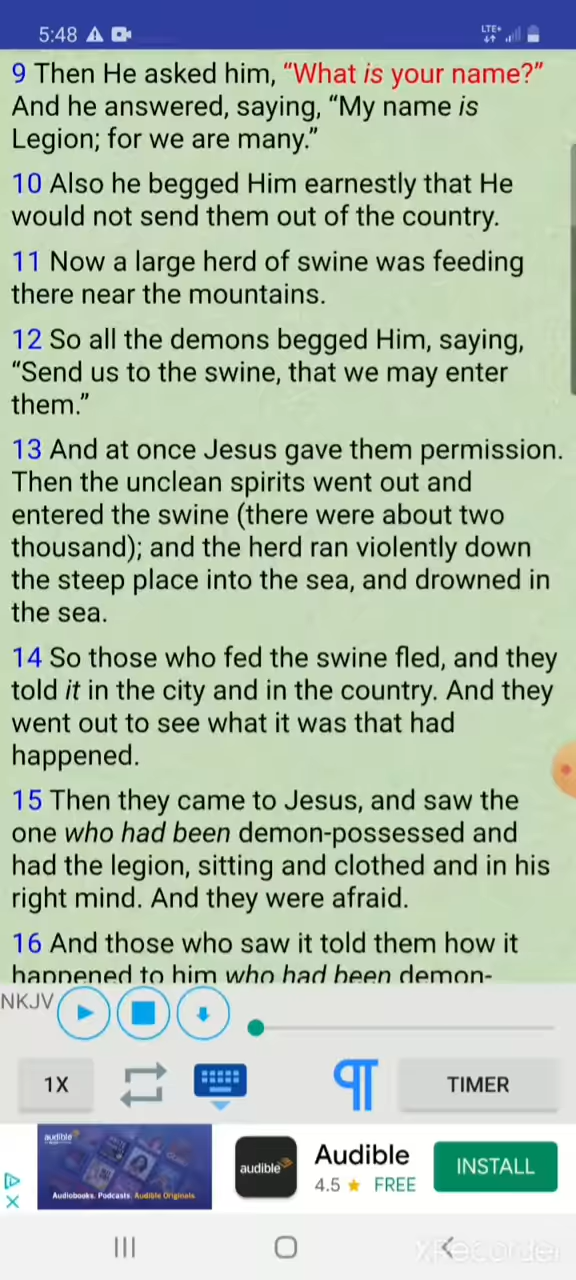 5:48
LTE+
9 Then He asked him, “What is your name?”
And he answered, saying, “My name is
Legion; for we are many.”
10 Also he begged Him earnestly that He
would not send them out of the country.
11 Now a large herd of swine was feeding
there near the mountains.
12 So all the demons begged Him, saying,
“Send us to the swine, that we may enter
them.”
13 And at once Jesus gave them permission.
Then the unclean spirits went out and
entered the swine (there were about two
thousand); and the herd ran violently down
the steep place into the sea, and drowned in
the sea.
14 So those who fed the swine fled, and they
told it in the city and in the country. And they
went out to see what it was that had
happened.
15 Then they came to Jesus, and saw the
one who had been demon-possessed and
had the legion, sitting and clothed and in his
right mind. And they were afraid.
16 And those who saw it told them how it
happened to him who had been demon-
NKJV
1X
¶
TIMER
audible
Audiobooks. Podcasts. Audible Originals.
audible
Audible
4.5 ★ FREE
INSTALL
XRecorder